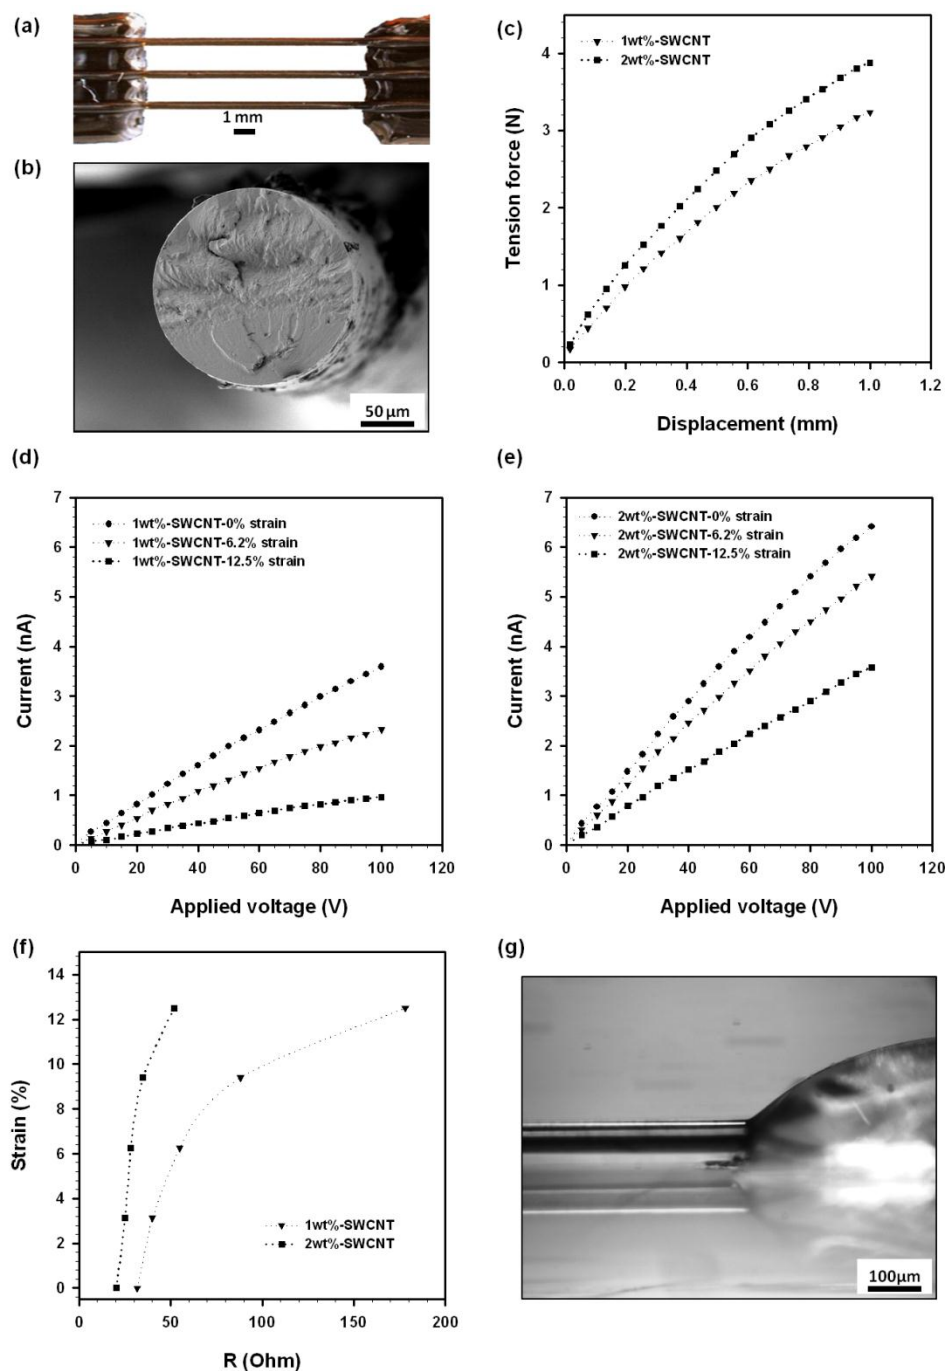 (a)
1 mm
(b)
50 μm
(c)
1wt%-SWCNT
2wt%-SWCNT
4
3
2
1
0
Tension force (N)
0.0 0.2 0.4 0.6 0.8 1.0 1.2
Displacement (mm)
(d)
7
6
5
4
3
2
1
0
Current (nA)
1wt%-SWCNT-0% strain
1wt%-SWCNT-6.2% strain
1wt%-SWCNT-12.5% strain
0 20 40 60 80 100 120
Applied voltage (V)
(e)
7
6
5
4
3
2
1
0
Current (nA)
2wt%-SWCNT-0% strain
2wt%-SWCNT-6.2% strain
2wt%-SWCNT-12.5% strain
0 20 40 60 80 100 120
Applied voltage (V)
(f)
14
12
10
8
6
4
2
0
Strain (%)
1wt%-SWCNT
2wt%-SWCNT
0 50 100 150 200
R (Ohm)
(g)
100μm